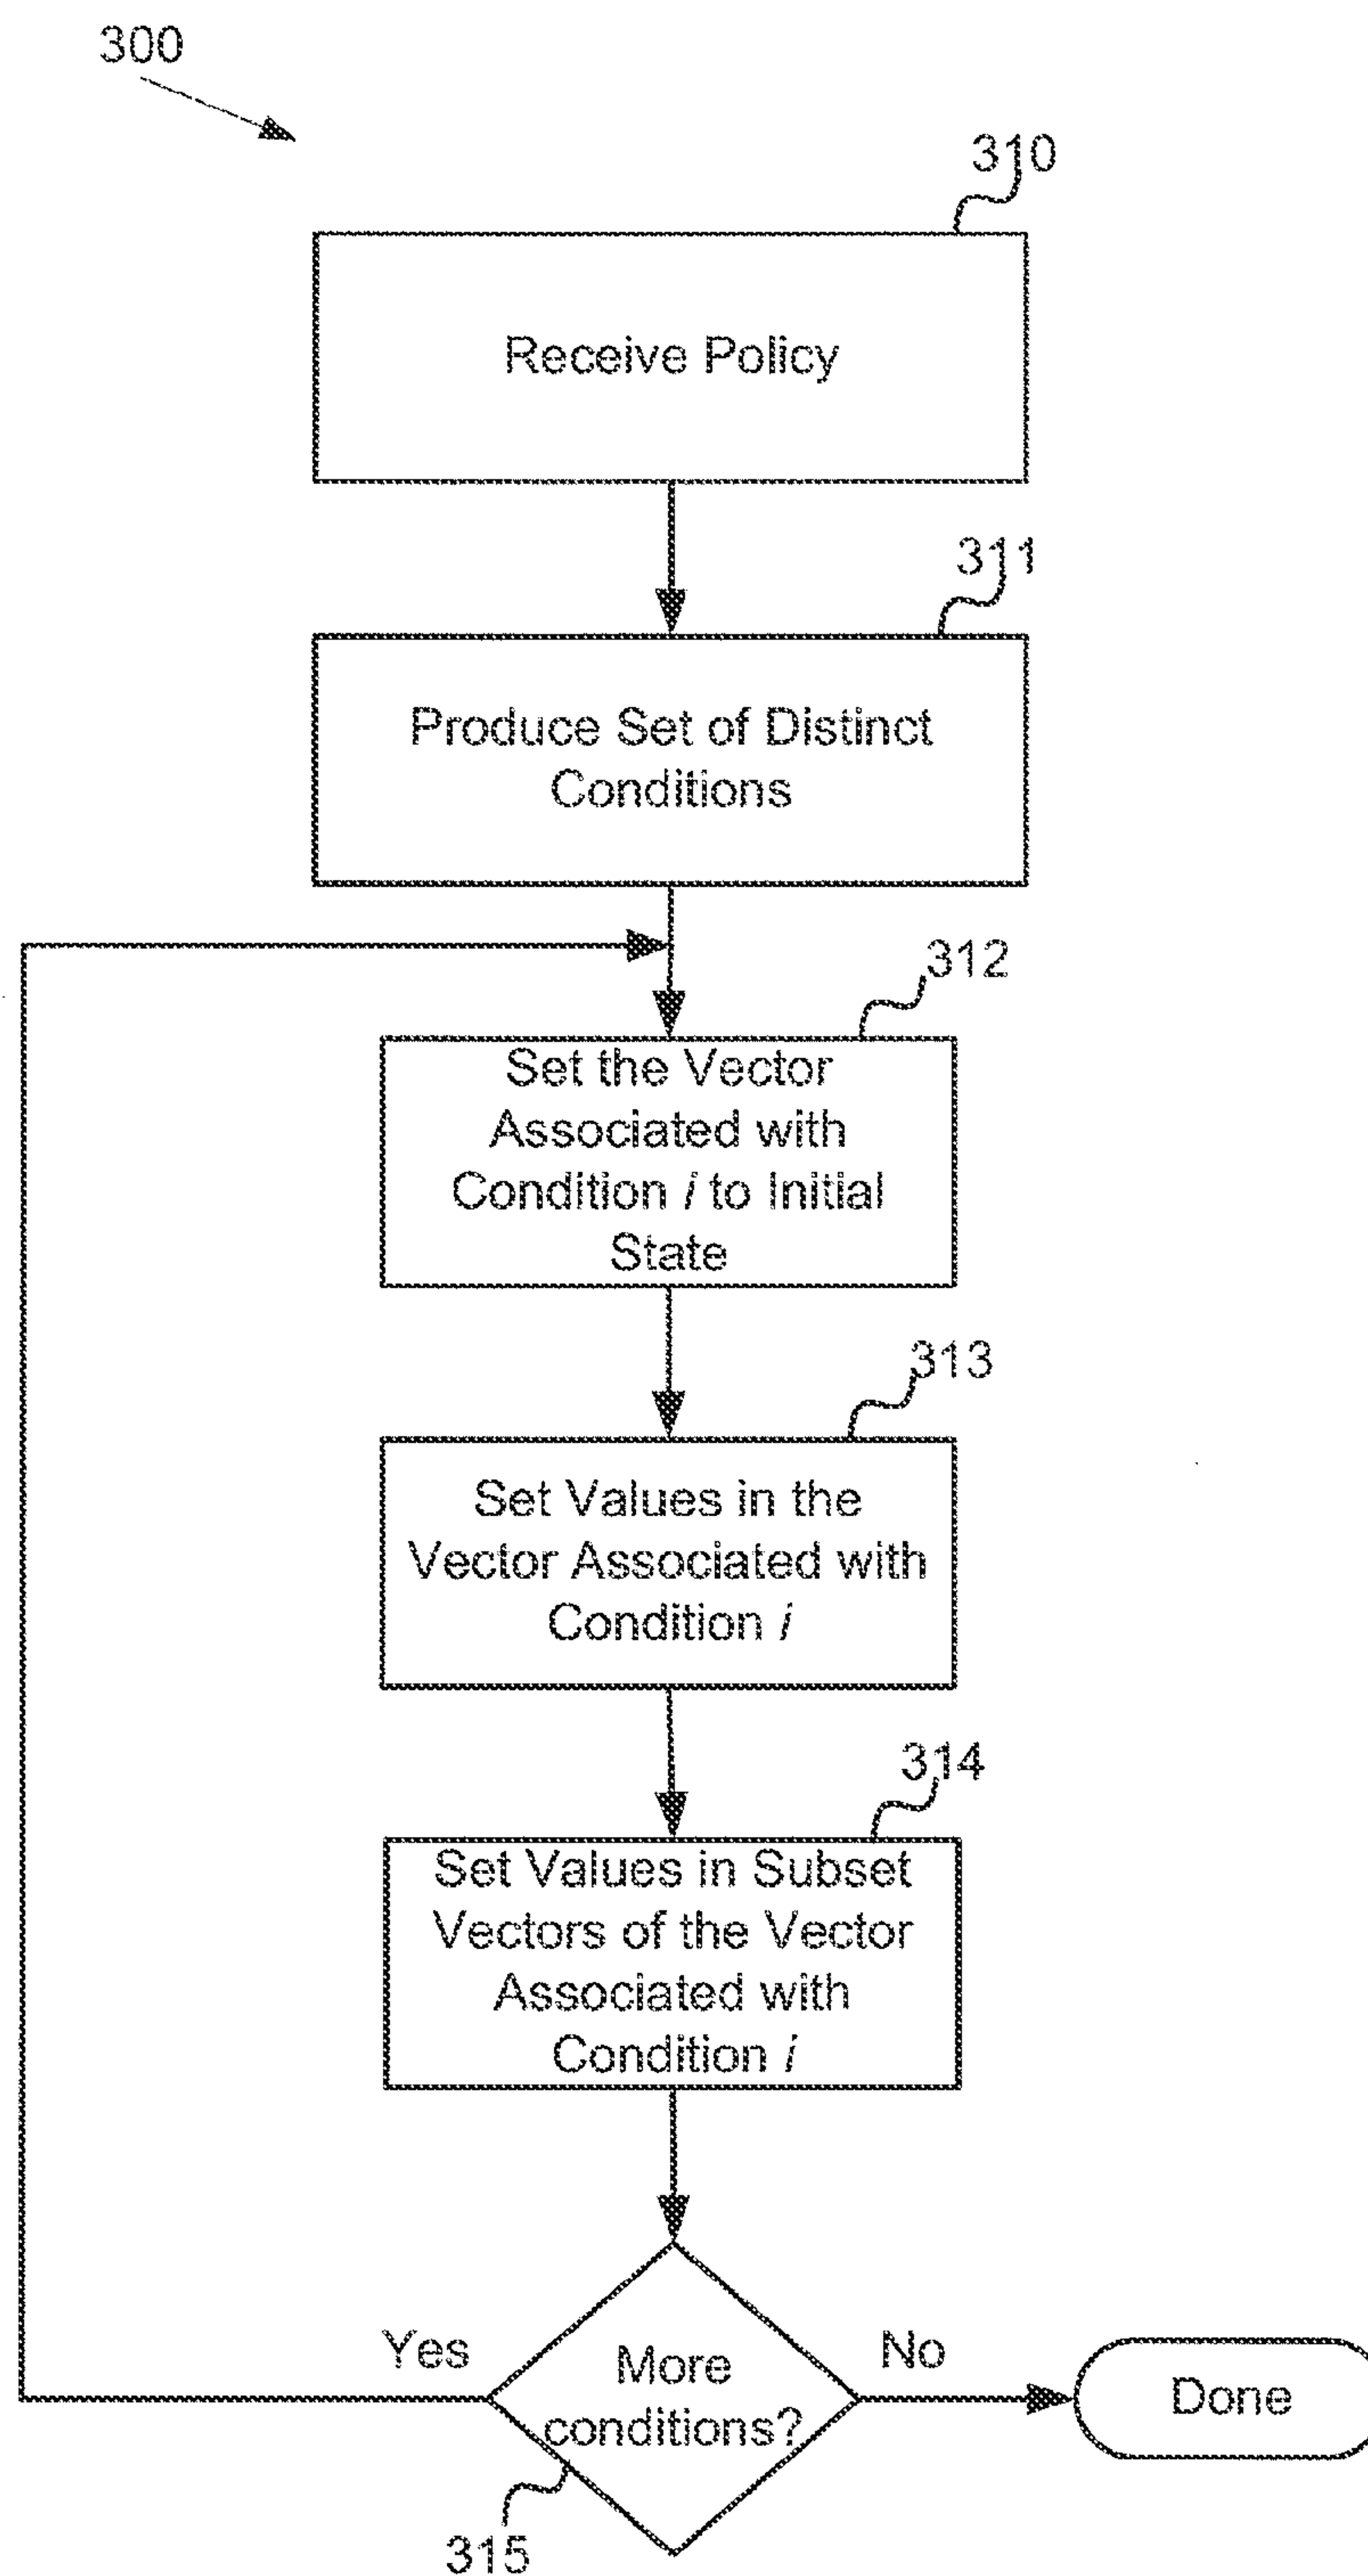 300
310
Receive Policy
311
Produce Set of Distinct
Conditions
312
Set the Vector
Associated with
Condition i to Initial
State
313
Set Values in the
Vector Associated with
Condition i
314
Set Values in Subset
Vectors of the Vector
Associated with
Condition i
Yes
More
conditions?
No
Done
315